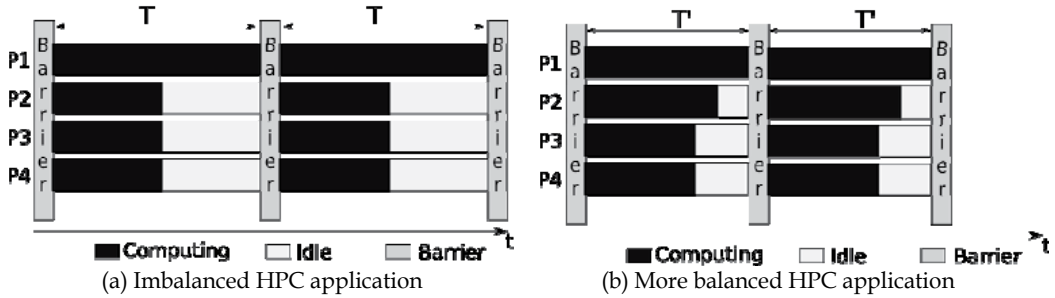 T T
P1
P2
P3
P4
Barrier
Barrier
Barrier
t
Computing Idle Barrier
(a) Imbalanced HPC application
T' T'
P1
P2
P3
P4
Barrier
Barrier
Barrier
t
Computing Idle Barrier
(b) More balanced HPC application